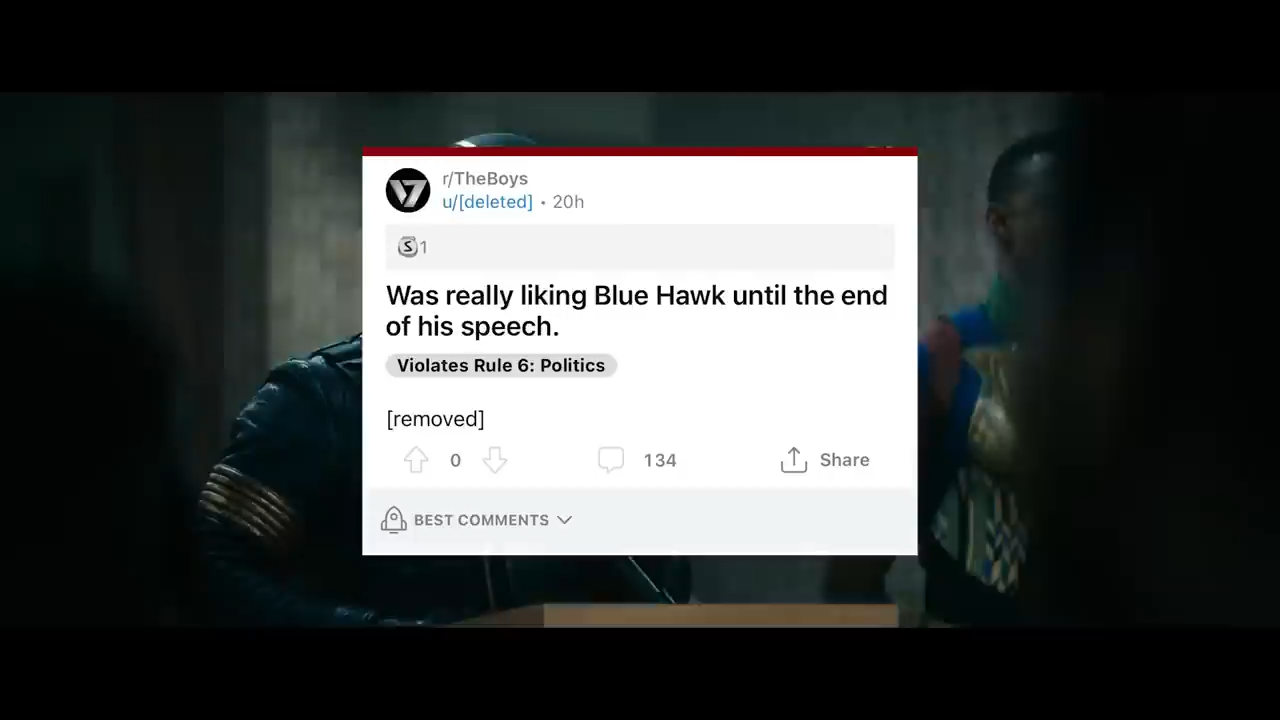 r/TheBoys
u/[deleted] • 20h
S 1
Was really liking Blue Hawk until the end
of his speech.
Violates Rule 6: Politics
[removed]
0 134 Share
BEST COMMENTS